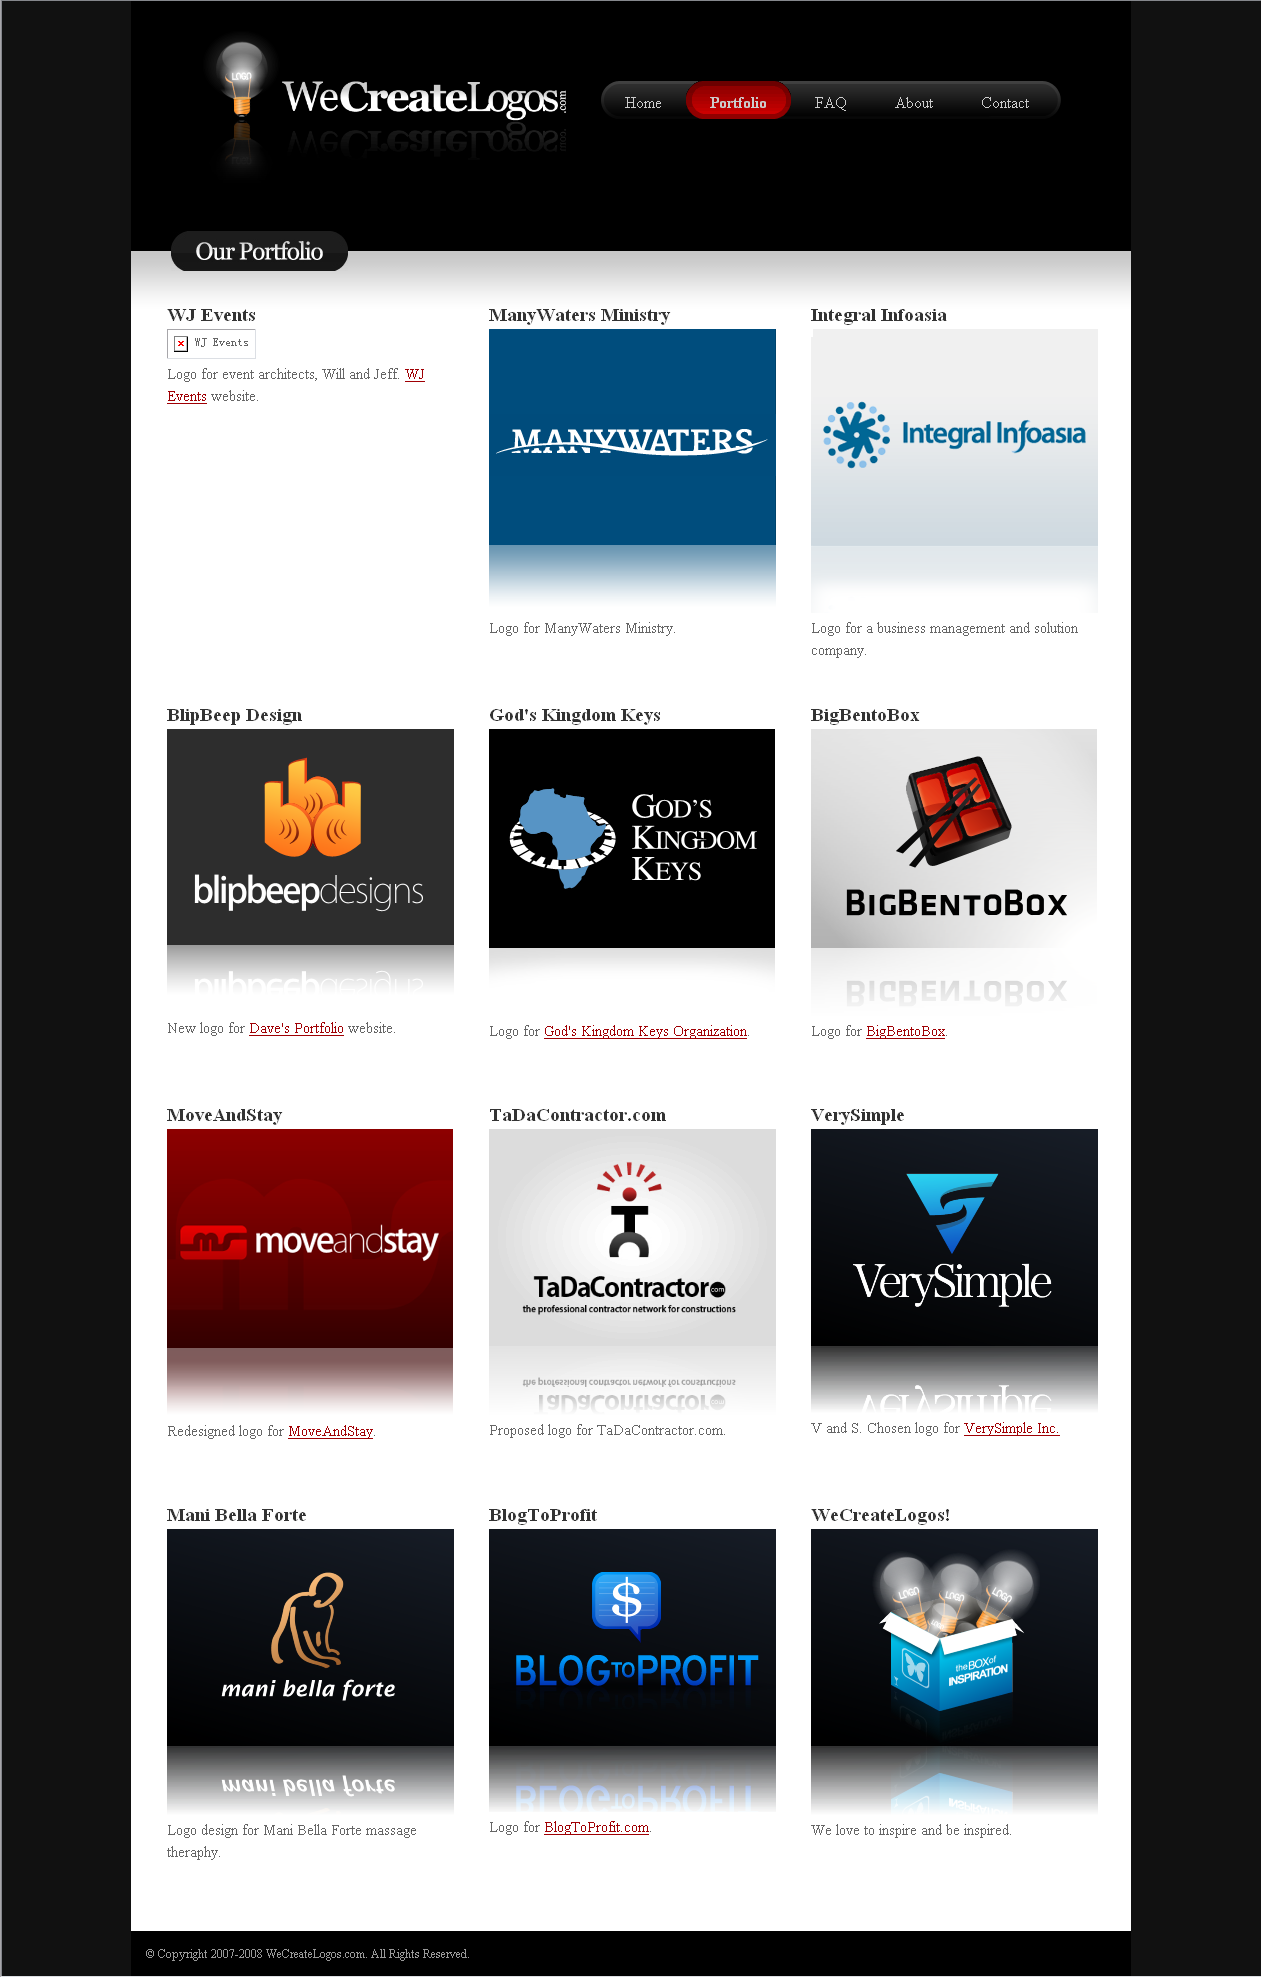 LOGO
WeCreateLogos.com
Home
Portfolio
FAQ
About
Contact
Our Portfolio
WJ Events
WJ Events
Logo for event architects, Will and Jeff. WJ
Events website.
ManyWaters Ministry
MANYWATERS
Logo for ManyWaters Ministry.
Integral Infoasia
Integral Infoasia
Logo for a business management and solution
company.
BlipBeep Design
blipbeepdesigns
New logo for Dave's Portfolio website.
God's Kingdom Keys
GOD'S
KINGDOM
KEYS
Logo for God's Kingdom Keys Organization.
BigBentoBox
BIGBENTOBOX
Logo for BigBentoBox.
MoveAndStay
ms moveandstay
Redesigned logo for MoveAndStay.
TaDaContractor.com
TaDaContractor.com
the professional contractor network for constructions
Proposed logo for TaDaContractor.com.
VerySimple
VerySimple
V and S. Chosen logo for VerySimple Inc.
Mani Bella Forte
mani bella forte
Logo design for Mani Bella Forte massage
theraphy.
BlogToProfit
$
BLOGTOPROFIT
Logo for BlogToProfit.com.
WeCreateLogos!
LOGO LOGO LOGO
the BOX of
INSPIRATION
We love to inspire and be inspired.
© Copyright 2007-2008 WeCreateLogos.com. All Rights Reserved.